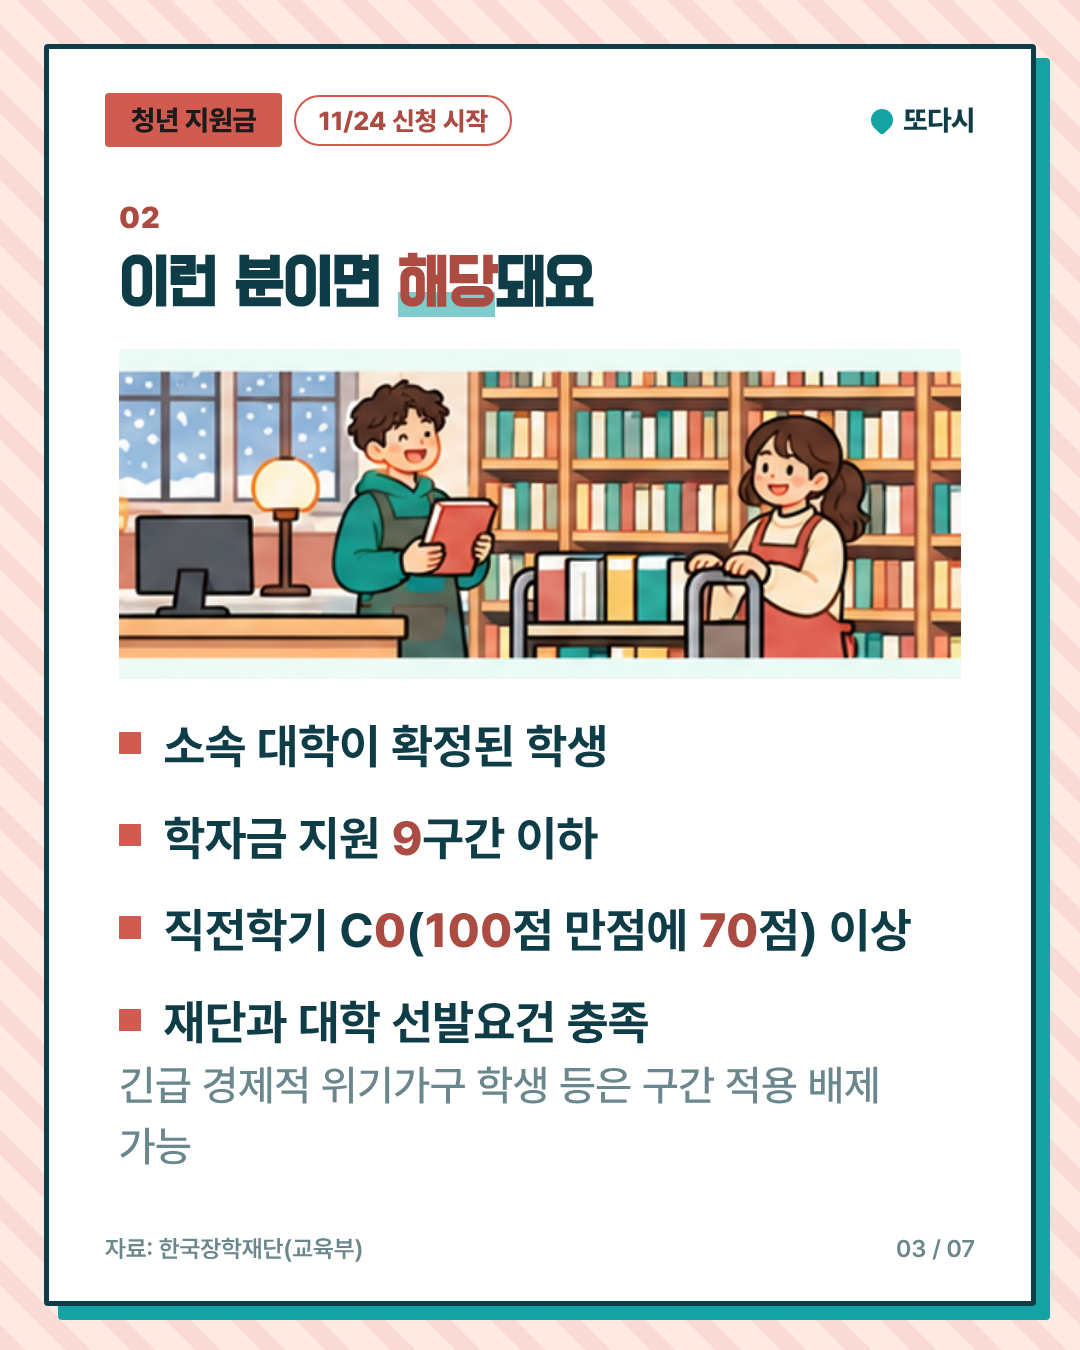 청년 지원금
11/24 신청 시작
또다시
02
이런 분이면 해당돼요
소속 대학이 확정된 학생
학자금 지원 9구간 이하
직전학기 C0(100점 만점에 70점) 이상
재단과 대학 선발요건 충족
긴급 경제적 위기가구 학생 등은 구간 적용 배제
가능
자료: 한국장학재단(교육부)
03 / 07